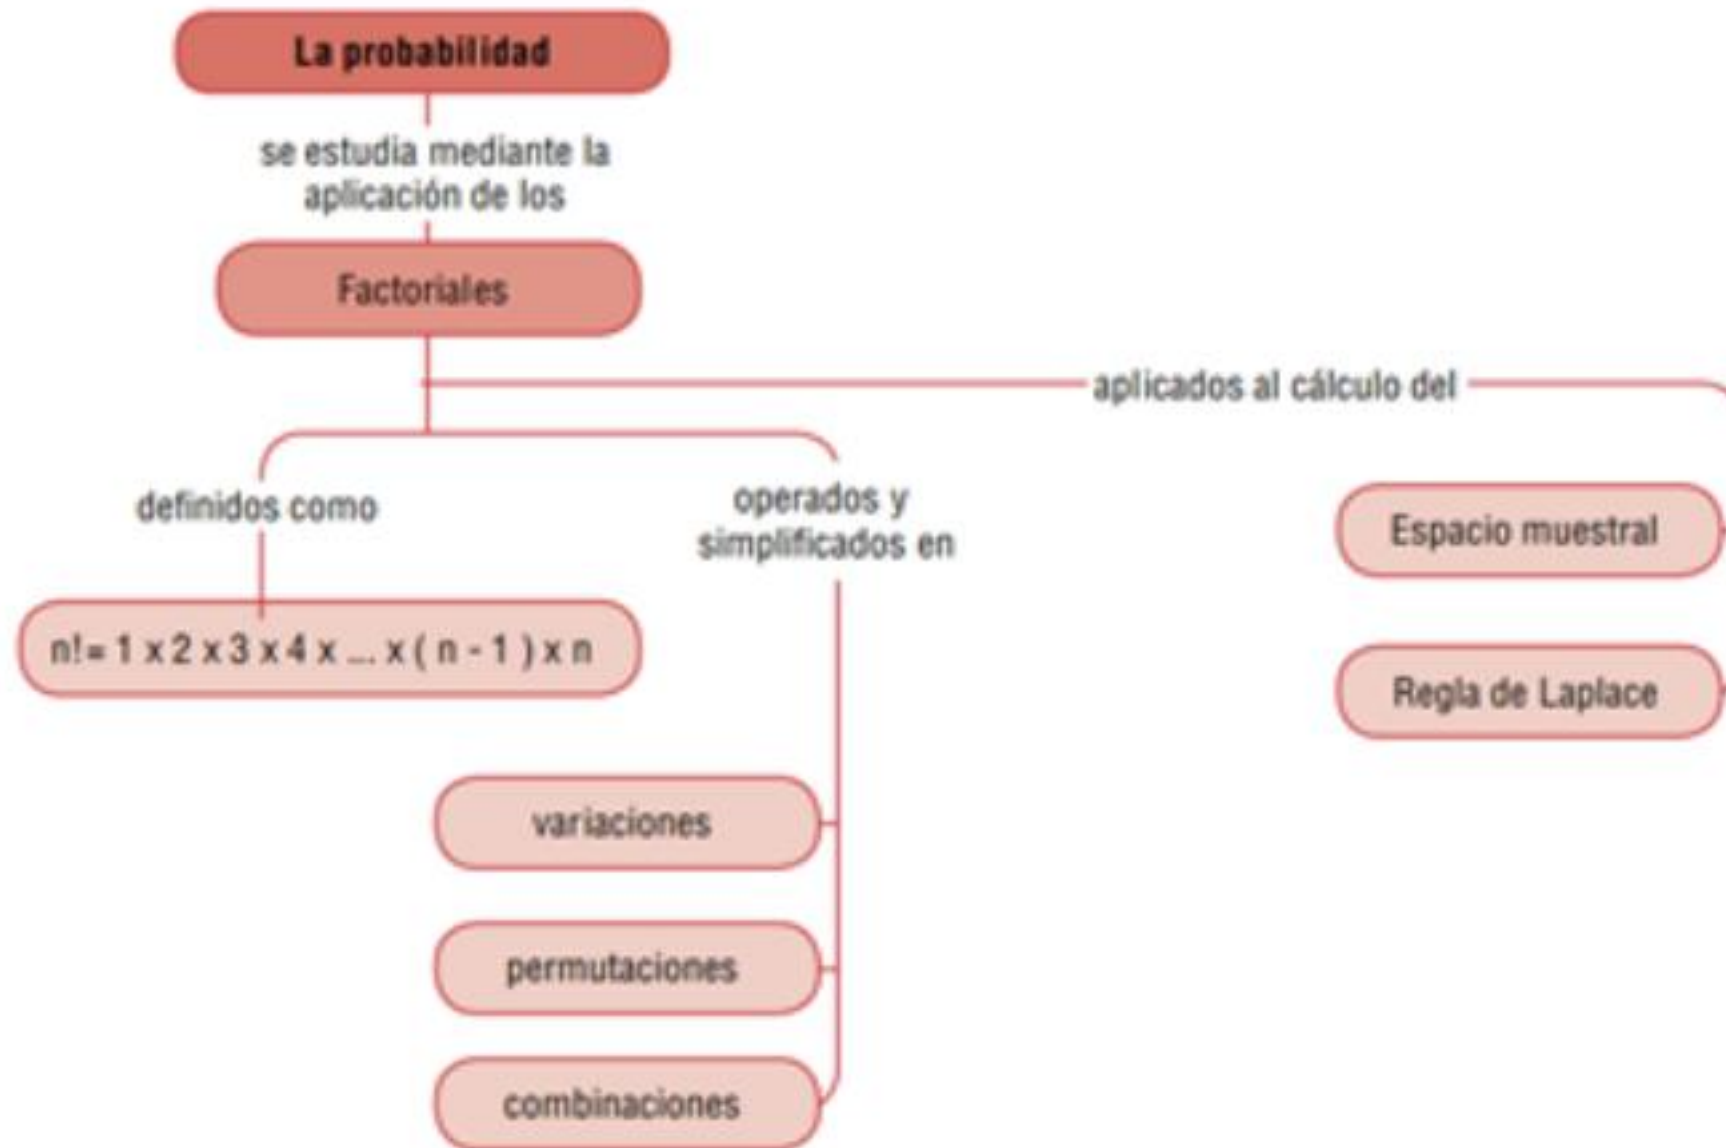 La probabilidad
se estudia mediante la
aplicación de los
Factoriales
aplicados al cálculo del
definidos como
operados y
simplificados en
Espacio muestral
n!= 1 x 2 x 3 x 4 x ... x ( n - 1 ) x n
Regla de Laplace
variaciones
permutaciones
combinaciones